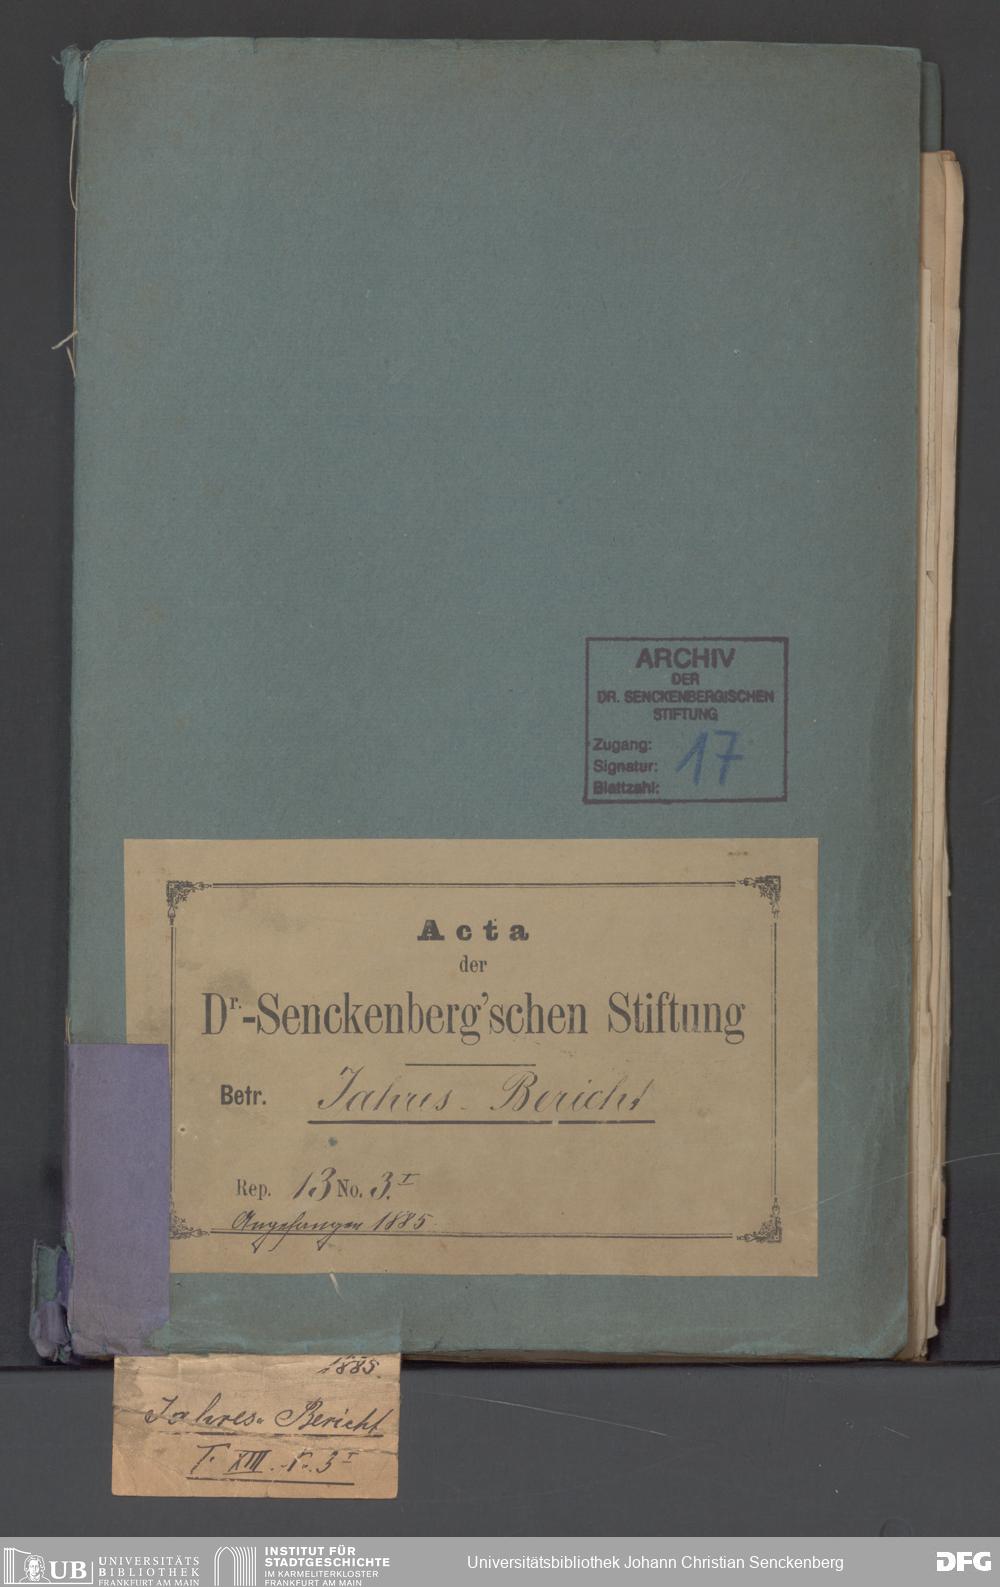 ARCHIV
DER
DR. SENCKENBERGISCHEN
STIFTUNG
Zugang:
Signatur: 17
Blattzahl:
Acta
der
Dr.-Senckenberg'schen Stiftung
Betr. Jahres-Bericht
Rep. 13 No. 3.I
Angefangen 1885.
1885.
Jahres-Bericht
T. XIII. N. 3 I
UB UNIVERSITÄTS
BIBLIOTHEK
FRANKFURT AM MAIN
INSTITUT FÜR
STADTGESCHICHTE
IM KARMELITERKLOSTER
FRANKFURT AM MAIN
Universitätsbibliothek Johann Christian Senckenberg
DFG